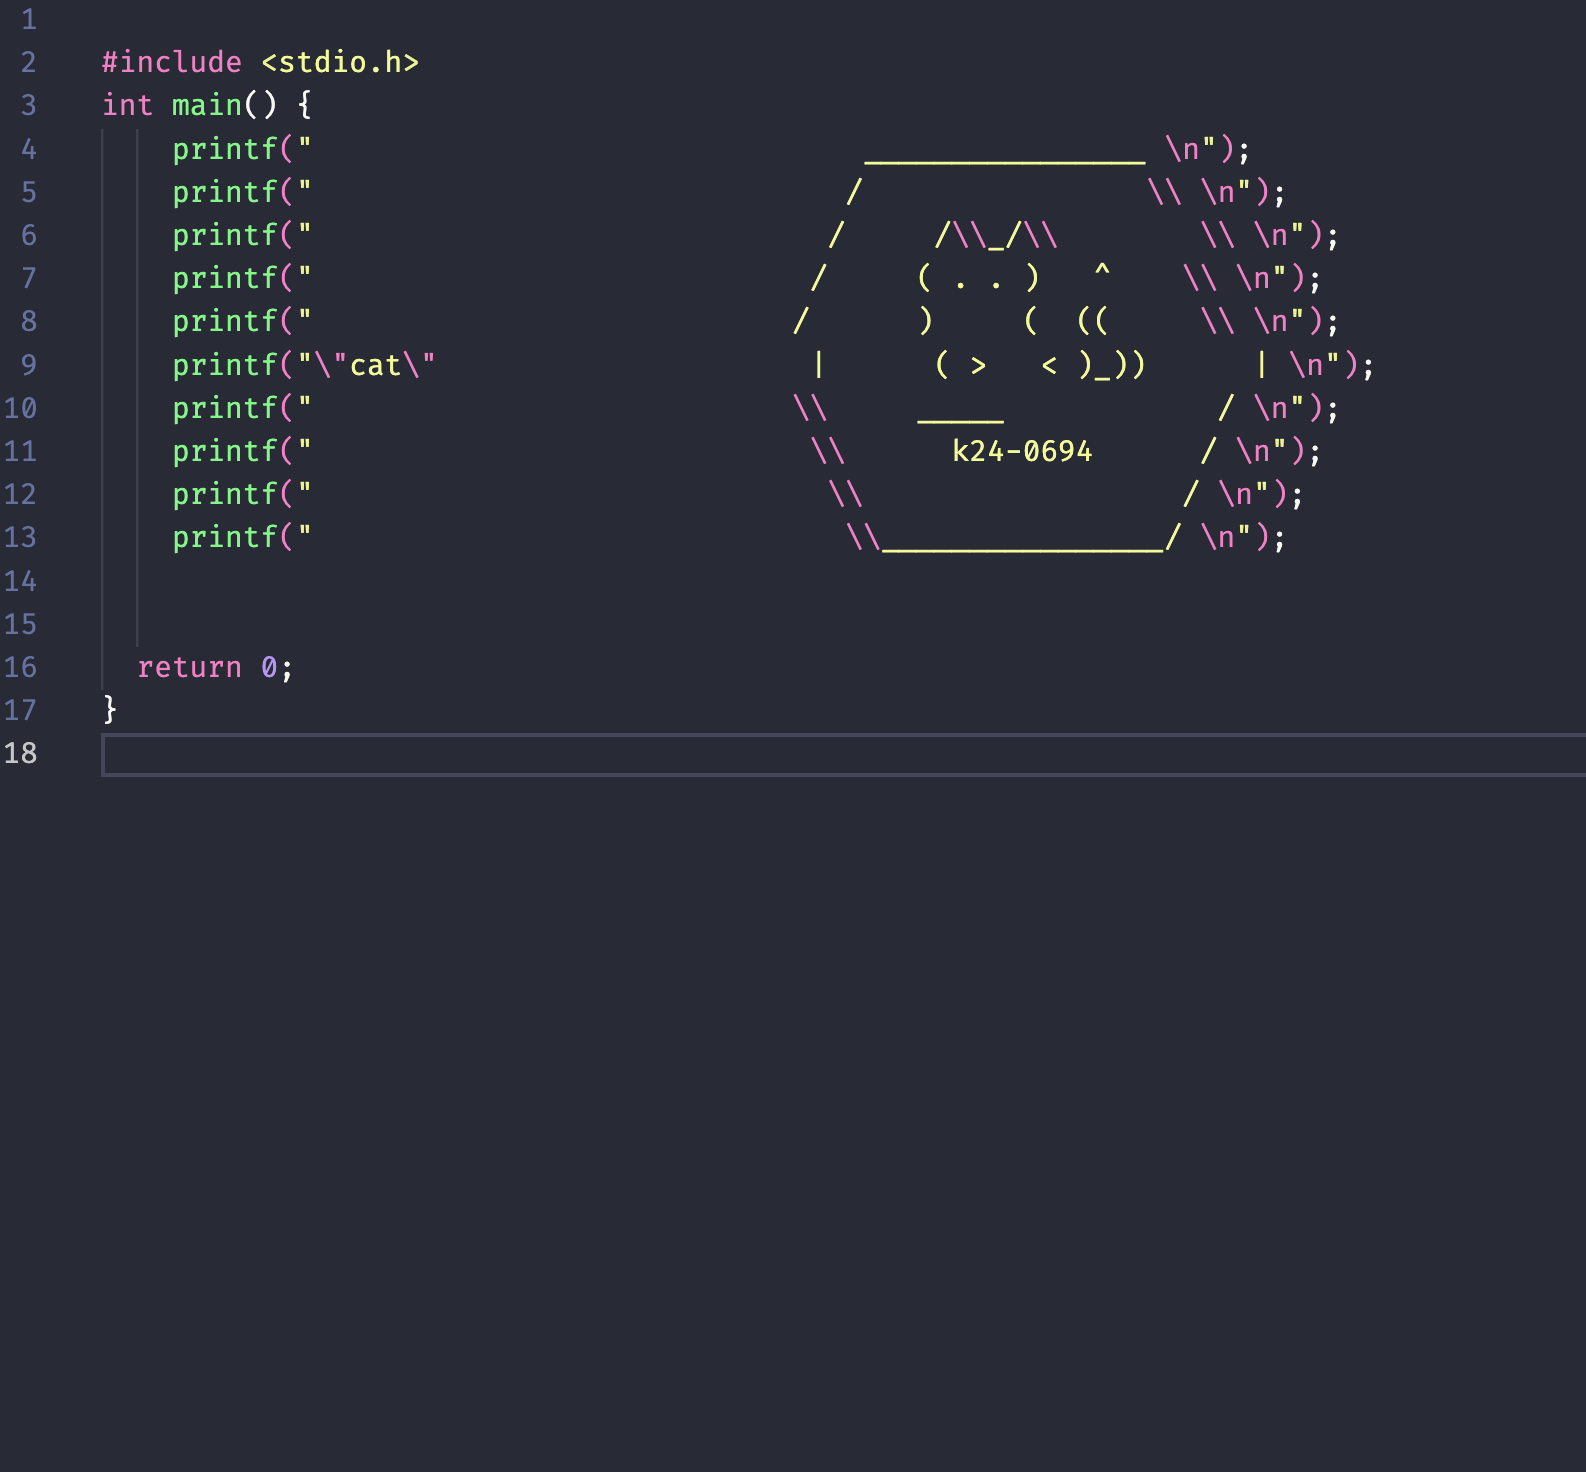 1
2 #include <stdio.h>
3 int main() {
4     printf("                               ________________ \n");
5     printf("                              /                \\ \n");
6     printf("                             /     /\\_/\\        \\ \n");
7     printf("                            /     ( . . )   ^    \\ \n");
8     printf("                           /      )     (  ((     \\ \n");
9     printf("\"cat\"                     |      ( >   < )_))      | \n");
10     printf("                           \\     _____            / \n");
11     printf("                            \\      k24-0694      / \n");
12     printf("                             \\                  / \n");
13     printf("                              \\________________/ \n");
14
15
16   return 0;
17 }
18